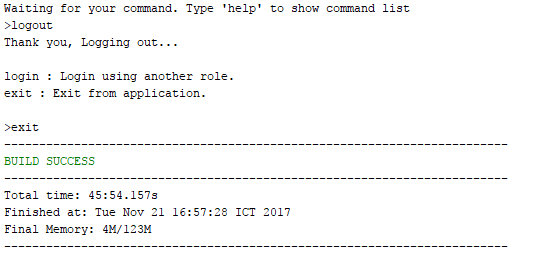 Waiting for your command. Type 'help' to show command list
>logout
Thank you, Logging out...
login : Login using another role.
exit : Exit from application.
>exit
------------------------------------------------------------------------
BUILD SUCCESS
------------------------------------------------------------------------
Total time: 45:54.157s
Finished at: Tue Nov 21 16:57:28 ICT 2017
Final Memory: 4M/123M
------------------------------------------------------------------------